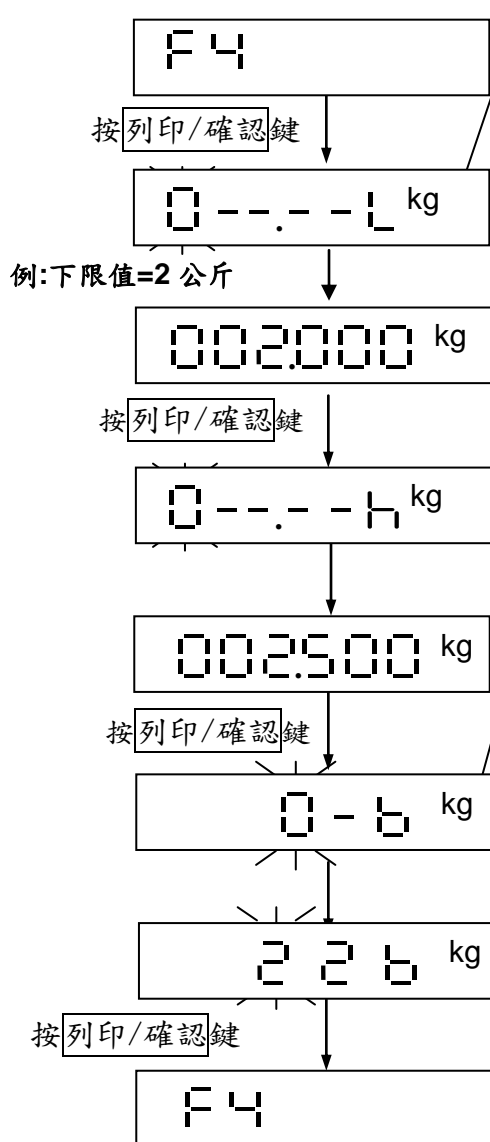 F4
按列印/確認鍵
0--.--L kg
例:下限值=2 公斤
002.000 kg
按列印/確認鍵
0--.--h kg
002.500 kg
按列印/確認鍵
0-b kg
2 2 b kg
按列印/確認鍵
F4